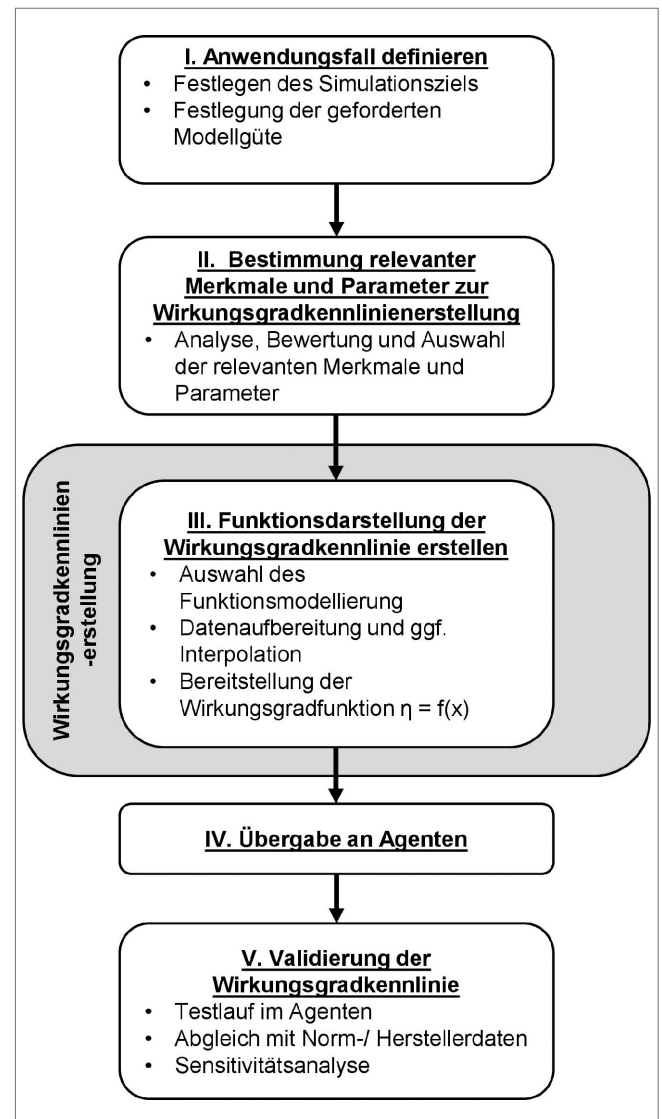 I. Anwendungsfall definieren
• Festlegen des Simulationsziels
• Festlegung der geforderten
Modellgüte
II. Bestimmung relevanter
Merkmale und Parameter zur
Wirkungsgradkennlinienerstellung
• Analyse, Bewertung und Auswahl
der relevanten Merkmale und
Parameter
Wirkungsgradkennlinien
-erstellung
III. Funktionsdarstellung der
Wirkungsgradkennlinie erstellen
• Auswahl des
Funktionsmodellierung
• Datenaufbereitung und ggf.
Interpolation
• Bereitstellung der
Wirkungsgradfunktion η = f(x)
IV. Übergabe an Agenten
V. Validierung der
Wirkungsgradkennlinie
• Testlauf im Agenten
• Abgleich mit Norm-/ Herstellerdaten
• Sensitivitätsanalyse